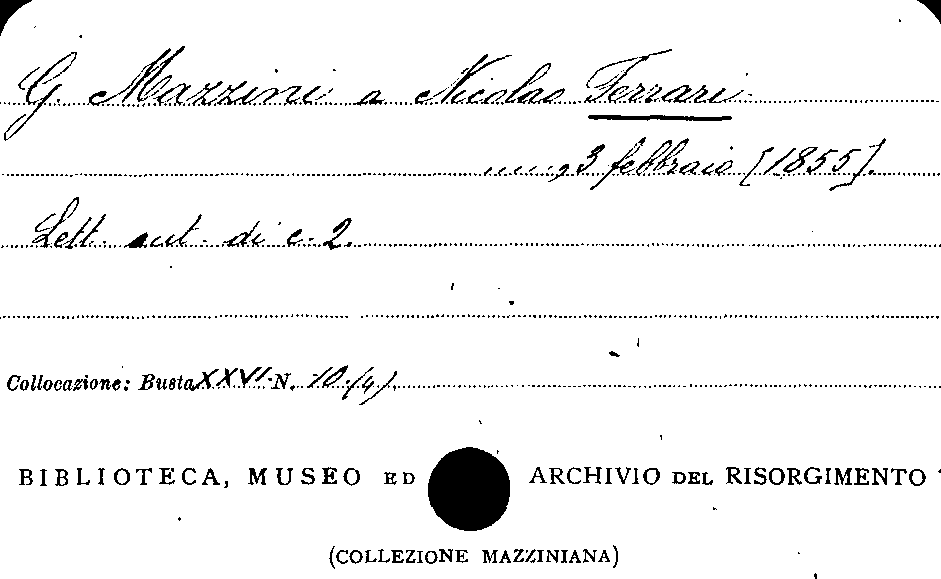 G. Mazzini a Nicolao Ferrari
....., 3 febbraio [1855].
Lett. aut. di c. 2.
Collocazione: Busta XXVI N. 10.(4).
BIBLIOTECA, MUSEO ED ARCHIVIO DEL RISORGIMENTO
(COLLEZIONE MAZZINIANA)